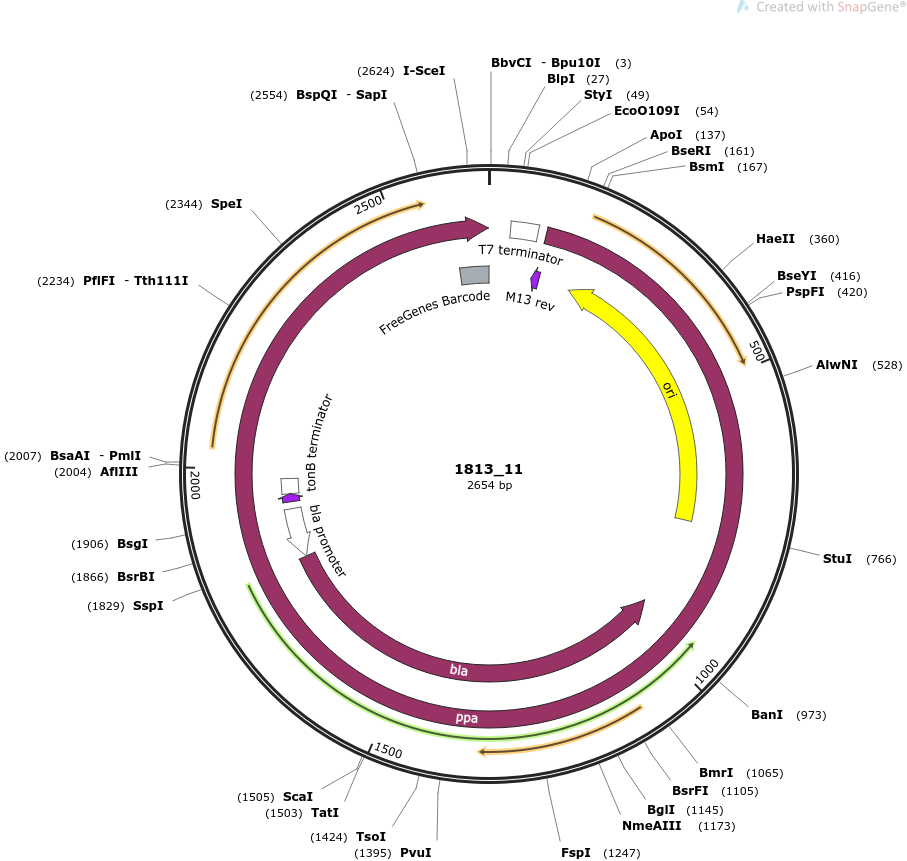 Created with SnapGene®
(2624) I-SceI
(2554) BspQI - SapI
BbvCI - Bpu10I (3)
BlpI (27)
StyI (49)
EcoO109I (54)
ApoI (137)
BseRI (161)
BsmI (167)
(2344) SpeI
2500
HaeII (360)
(2234) PflFI - Tth111I
BseYI (416)
PspFI (420)
T7 terminator
FreeGenes Barcode
M13 rev
500
AlwNI (528)
ori
(2007) BsaAI - PmlI
(2004) AflIII
2000
tonB terminator
1813_11
2654 bp
bla promoter
(1906) BsgI
(1866) BsrBI
(1829) SspI
StuI (766)
bla
ppa
1000
BanI (973)
1500
BmrI (1065)
BsrFI (1105)
BglI (1145)
NmeAIII (1173)
FspI (1247)
(1505) ScaI
(1503) TatI
(1424) TsoI
(1395) PvuI